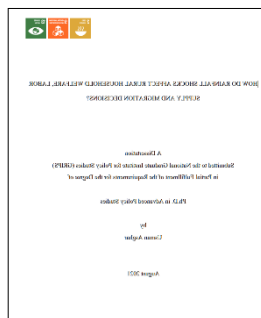 HOW DO RAINFALL SHOCKS AFFECT RURAL HOUSEHOLD WELFARE, LABOR
SUPPLY AND MIGRATION DECISIONS?
A Dissertation
Submitted to the National Graduate Institute for Policy Studies (GRIPS)
in Partial Fulfillment of the Requirements for the Degree of
Ph.D. in Advanced Policy Studies
by
Asghar
August 2021